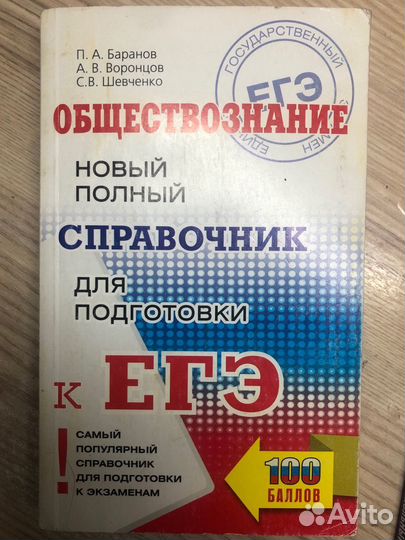 П. А. Баранов
А. В. Воронцов
С.В. Шевченко
ГОСУДАРСТВЕННЫЙ
ЕГЭ
ОБЩЕСТВОЗНАНИЕ
НОВЫЙ
ПОЛНЫЙ
СПРАВОЧНИК
ДЛЯ
ПОДГОТОВКИ
к ЕГЭ
!
САМЫЙ
ПОПУЛЯРНЫЙ
СПРАВОЧНИК
ДЛЯ ПОДГОТОВКИ
К ЭКЗАМЕНАМ
100
БАЛЛОВ
Avito